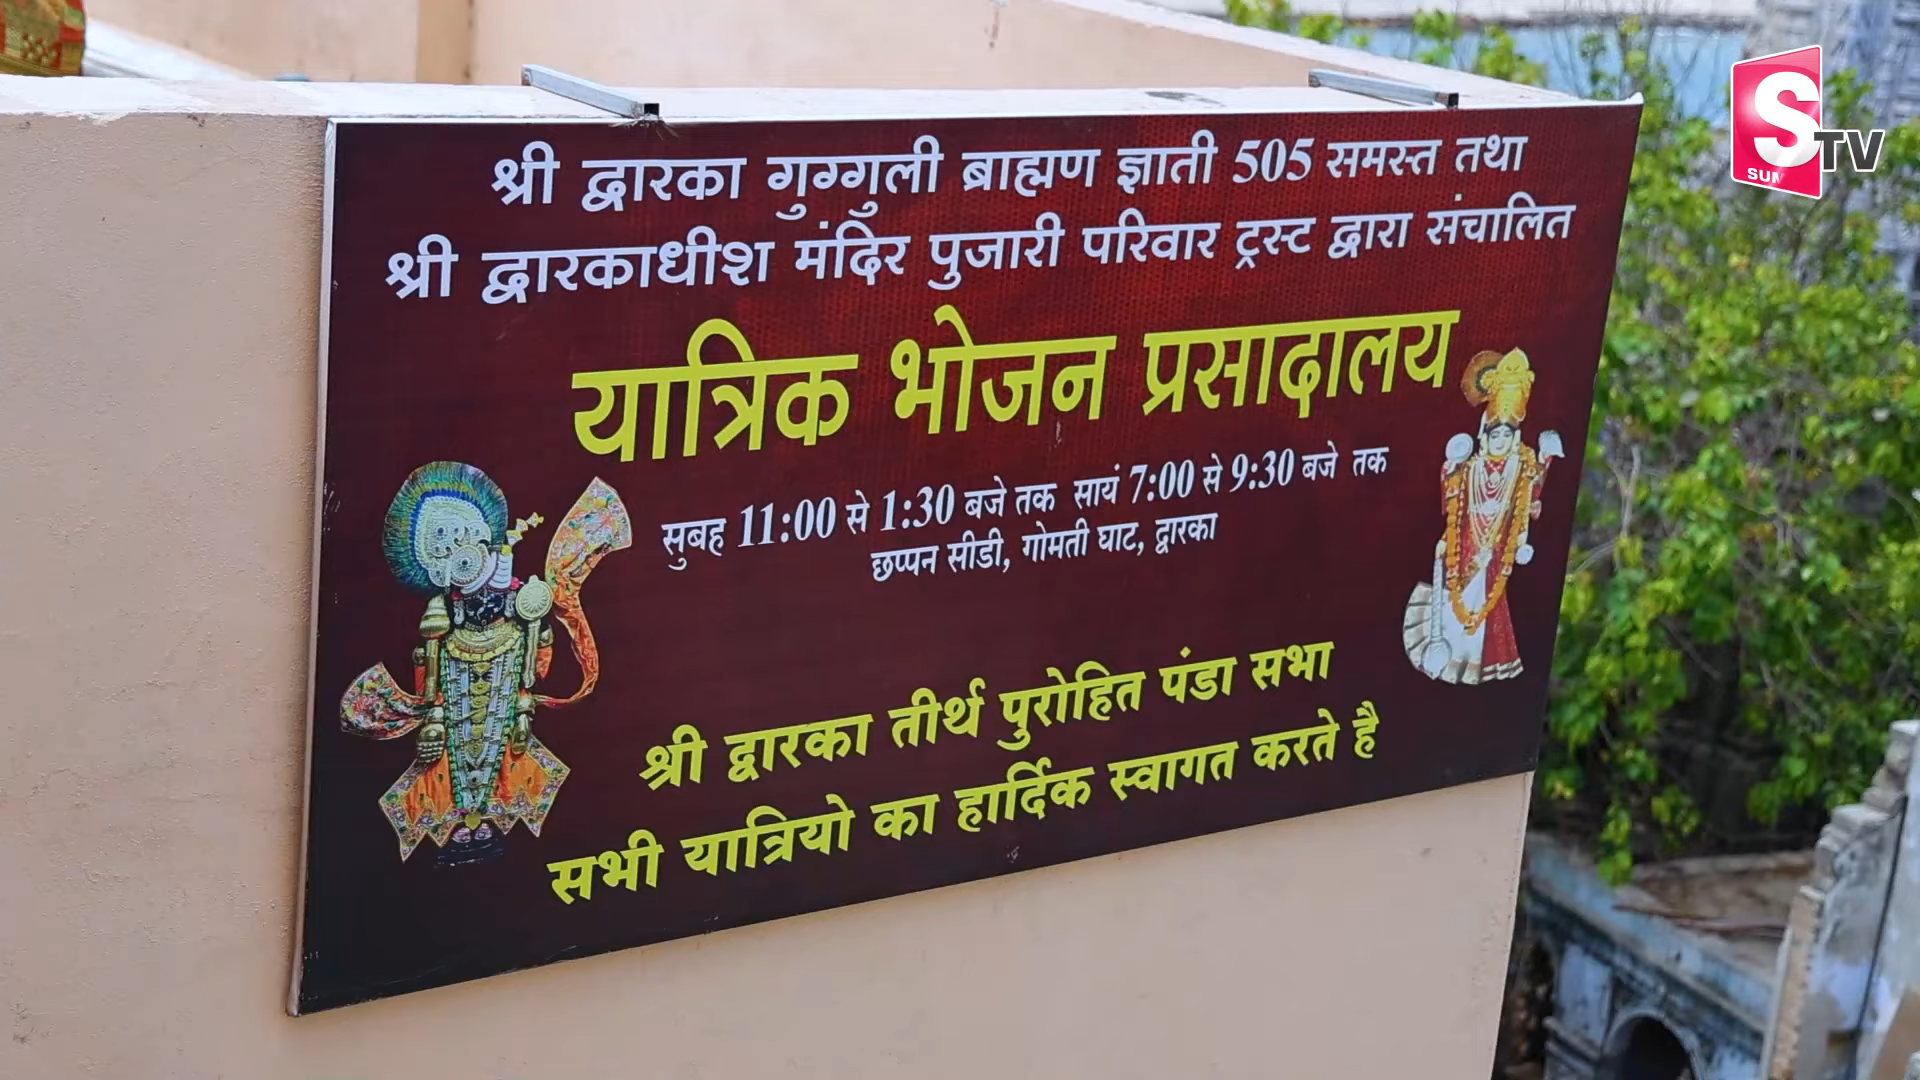 श्री द्वारका गुग्गुली ब्राह्मण ज्ञाती 505 समस्त तथा
श्री द्वारकाधीश मंदिर पुजारी परिवार ट्रस्ट द्वारा संचालित
यात्रिक भोजन प्रसादालय
सुबह 11:00 से 1:30 बजे तक सायं 7:00 से 9:30 बजे तक
छप्पन सीडी, गोमती घाट, द्वारका
श्री द्वारका तीर्थ पुरोहित पंडा सभा
सभी यात्रियो का हार्दिक स्वागत करते है
S TV
SUN